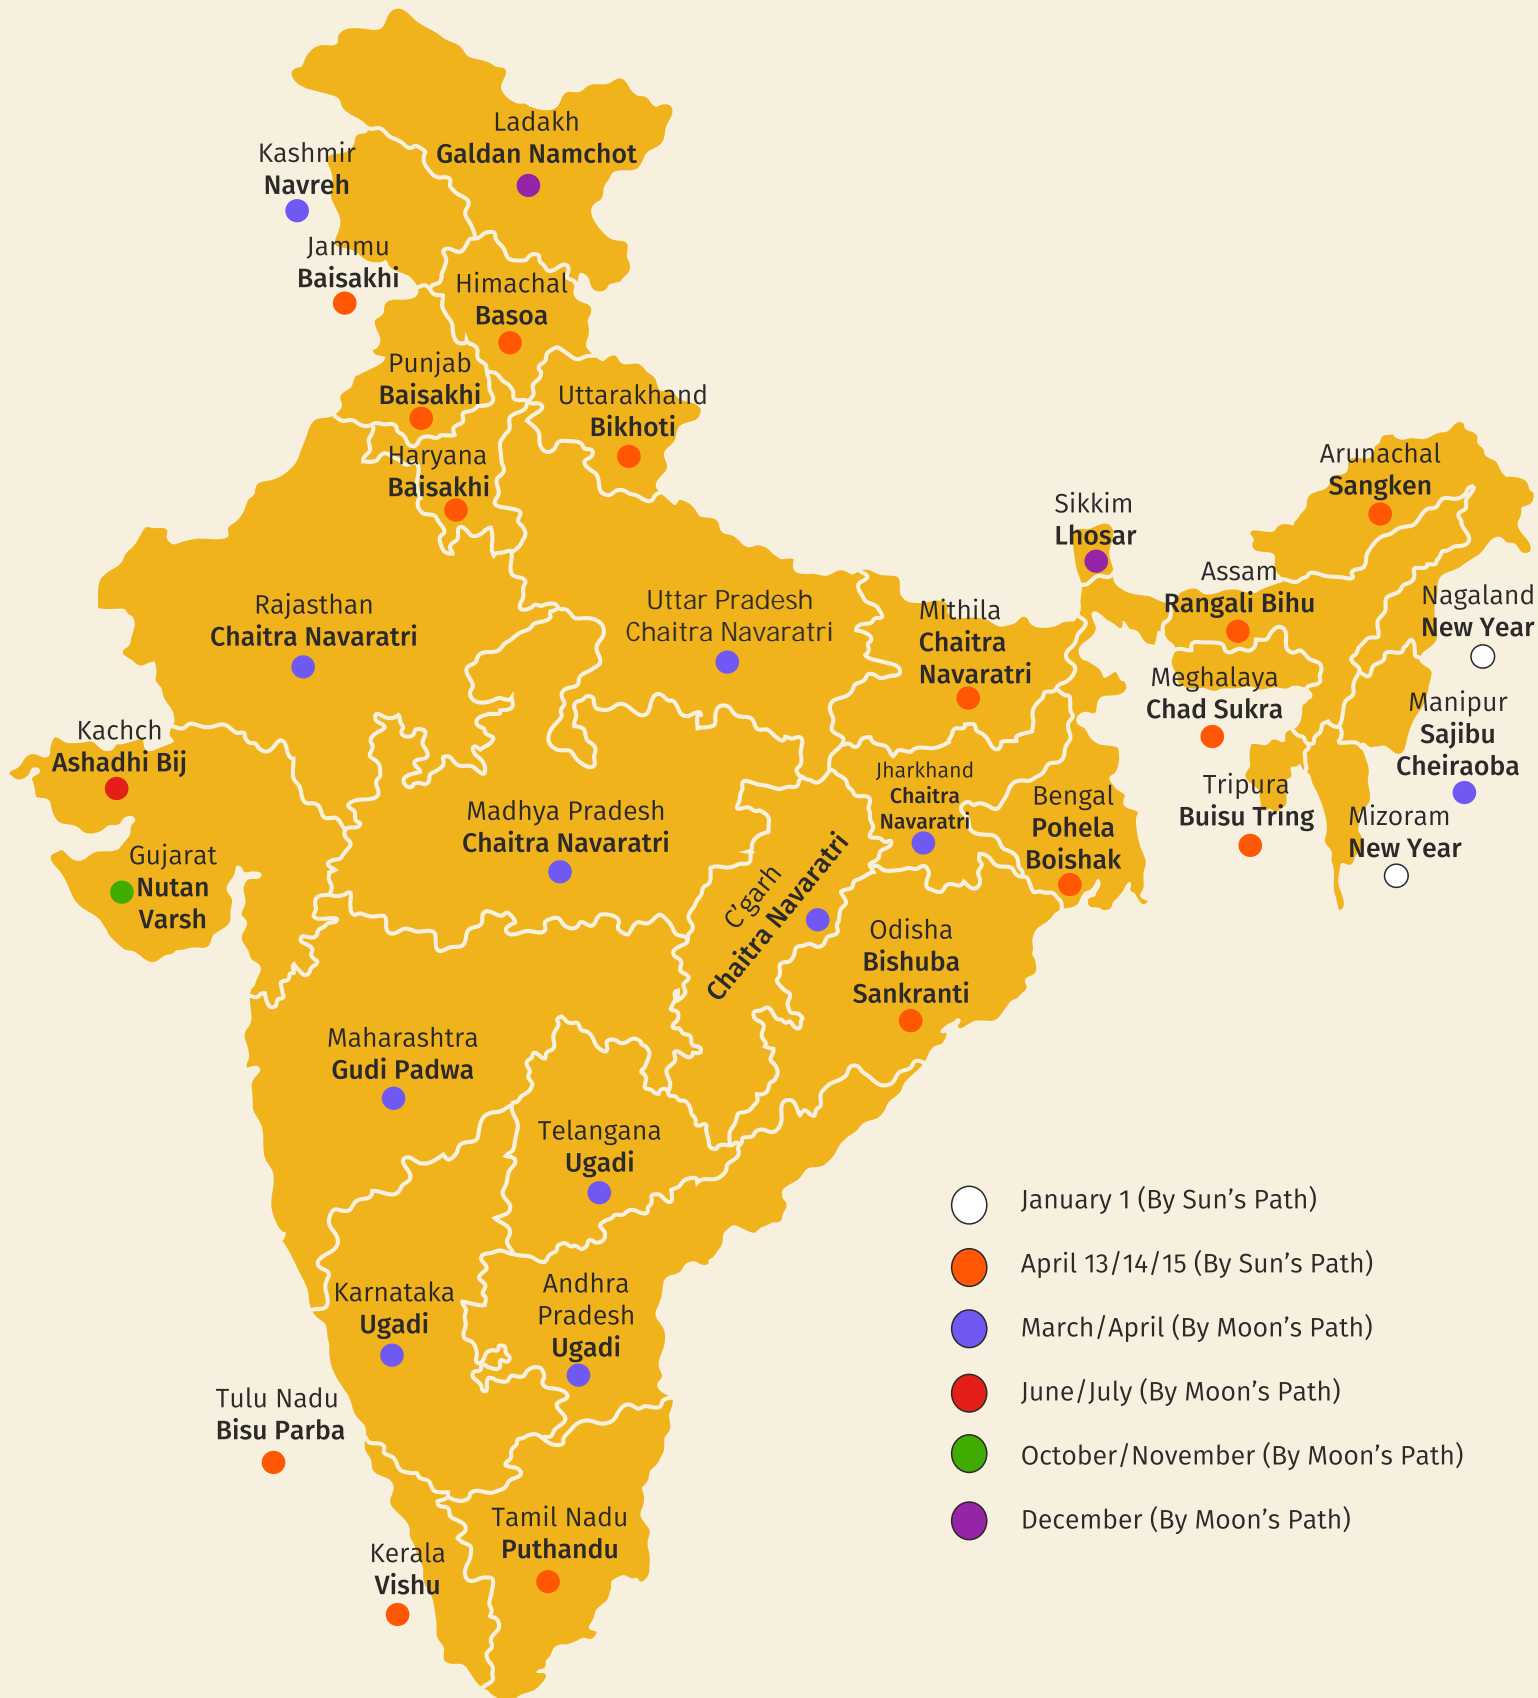 Ladakh
Galdan Namchot
Kashmir
Navreh
Jammu
Baisakhi
Himachal
Basoa
Punjab
Baisakhi
Uttarakhand
Bikhoti
Haryana
Baisakhi
Arunachal
Sangken
Sikkim
Lhosar
Assam
Rangali Bihu
Nagaland
New Year
Rajasthan
Chaitra Navaratri
Uttar Pradesh
Chaitra Navaratri
Mithila
Chaitra
Navaratri
Meghalaya
Chad Sukra
Manipur
Sajibu
Cheiraoba
Kachch
Ashadhi Bij
Madhya Pradesh
Chaitra Navaratri
Jharkhand
Chaitra
Navaratri
Bengal
Pohela
Boishak
Tripura
Buisu Tring
Mizoram
New Year
Gujarat
Nutan
Varsh
C'garh
Chaitra Navaratri
Odisha
Bishuba
Sankranti
Maharashtra
Gudi Padwa
Telangana
Ugadi
Karnataka
Ugadi
Andhra
Pradesh
Ugadi
Tulu Nadu
Bisu Parba
Tamil Nadu
Puthandu
Kerala
Vishu
January 1 (By Sun's Path)
April 13/14/15 (By Sun's Path)
March/April (By Moon's Path)
June/July (By Moon's Path)
October/November (By Moon's Path)
December (By Moon's Path)